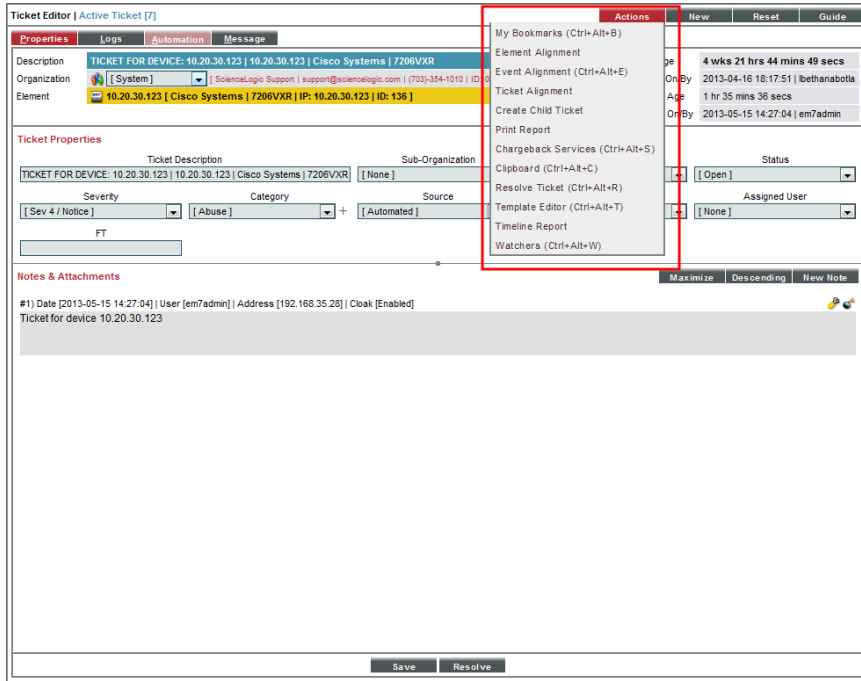 Ticket Editor | Active Ticket [7]
Actions New Reset Guide
Properties Logs Automation Message
My Bookmarks (Ctrl+Alt+B)
Element Alignment
Event Alignment (Ctrl+Alt+E)
Ticket Alignment
Create Child Ticket
Print Report
Chargeback Services (Ctrl+Alt+S)
Clipboard (Ctrl+Alt+C)
Resolve Ticket (Ctrl+Alt+R)
Template Editor (Ctrl+Alt+T)
Timeline Report
Watchers (Ctrl+Alt+W)
Description TICKET FOR DEVICE: 10.20.30.123 | 10.20.30.123 | Cisco Systems | 7206VXR
4 wks 21 hrs 44 mins 49 secs
Organization [ System ] [ ScienceLogic Support | support@sciencelogic.com | (703)-354-1010 | ID:
On/By 2013-04-16 18:17:51 | lbethanabotla
Element 10.20.30.123 [ Cisco Systems | 7206VXR | IP: 10.20.30.123 | ID: 136 ]
Age 1 hr 35 mins 36 secs
On/By 2013-05-15 14:27:04 | em7admin
Ticket Properties
Ticket Description Sub-Organization Status
TICKET FOR DEVICE: 10.20.30.123 | 10.20.30.123 | Cisco Systems | 7206VXR [ None ] [ Open ]
Severity Category Source Assigned User
[ Sev 4 / Notice ] [ Abuse ] + [ Automated ] [ None ]
FT
Notes & Attachments
Maximize Descending New Note
#1) Date [2013-05-15 14:27:04] | User [em7admin] | Address [192.168.35.28] | Cloak [Enabled]
Ticket for device 10.20.30.123
Save Resolve